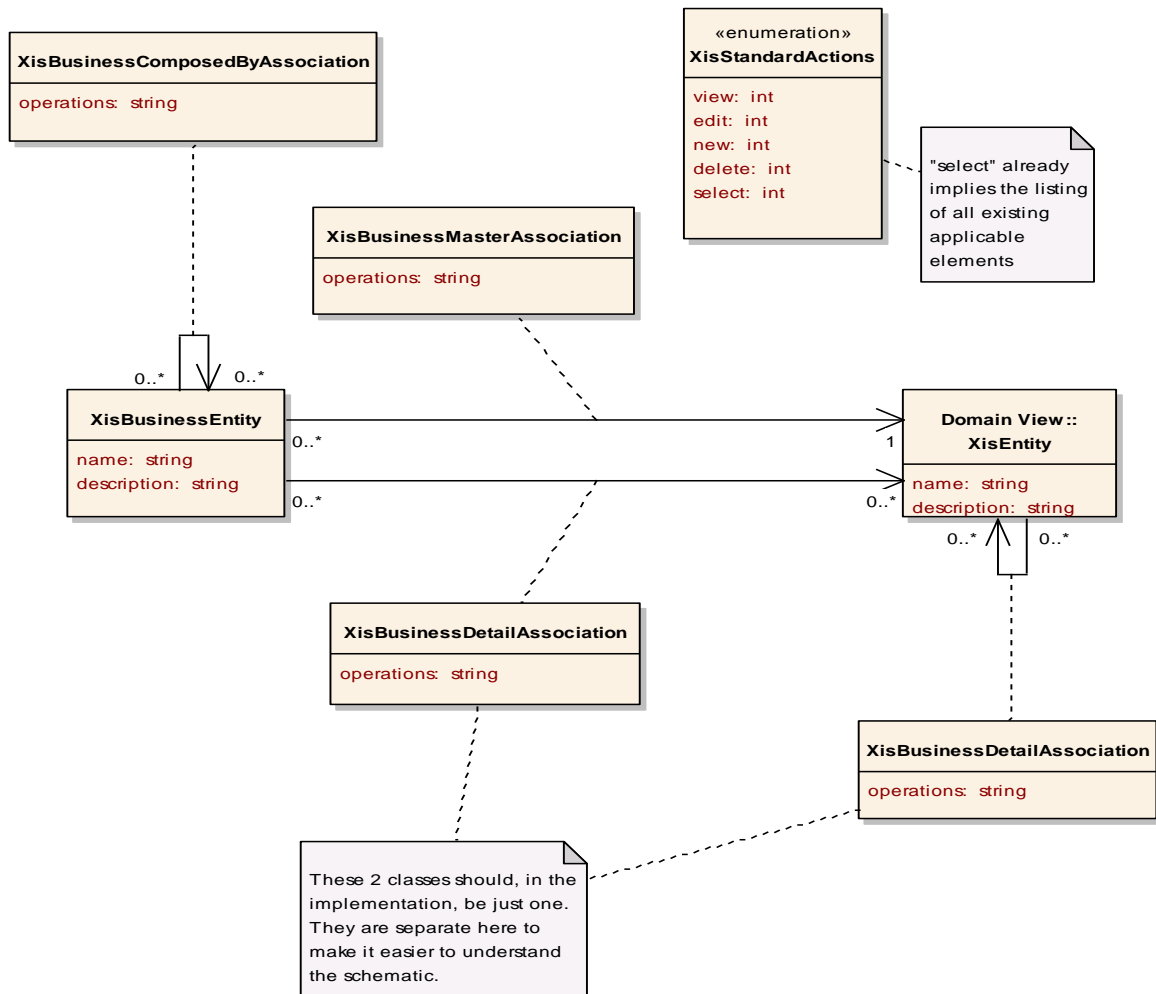 XisBusinessComposedByAssociation
operations: string
«enumeration»
XisStandardActions
view: int
edit: int
new: int
delete: int
select: int
"select" already
implies the listing
of all existing
applicable
elements
XisBusinessMasterAssociation
operations: string
0..*
0..*
XisBusinessEntity
name: string
description: string
0..*
1
0..*
0..*
Domain View::
XisEntity
name: string
description: string
0..*
0..*
XisBusinessDetailAssociation
operations: string
XisBusinessDetailAssociation
operations: string
These 2 classes should, in the
implementation, be just one.
They are separate here to
make it easier to understand
the schematic.